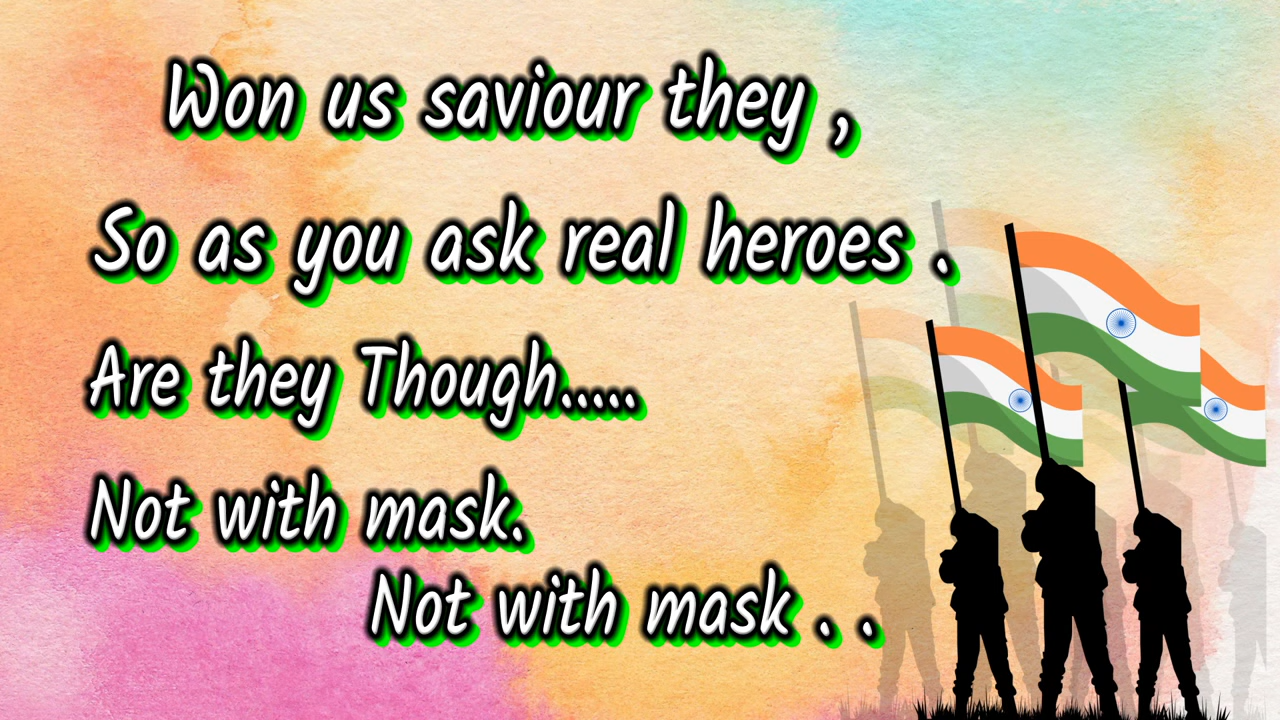 Won us saviour they ,
So as you ask real heroes .
Are they Though.....
Not with mask.
Not with mask . .